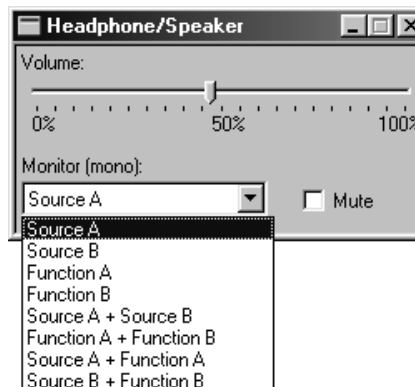 Headphone/Speaker
Volume:
0% 50% 100%
Monitor (mono):
Source A Mute
Source A
Source B
Function A
Function B
Source A + Source B
Function A + Function B
Source A + Function A
Source B + Function B